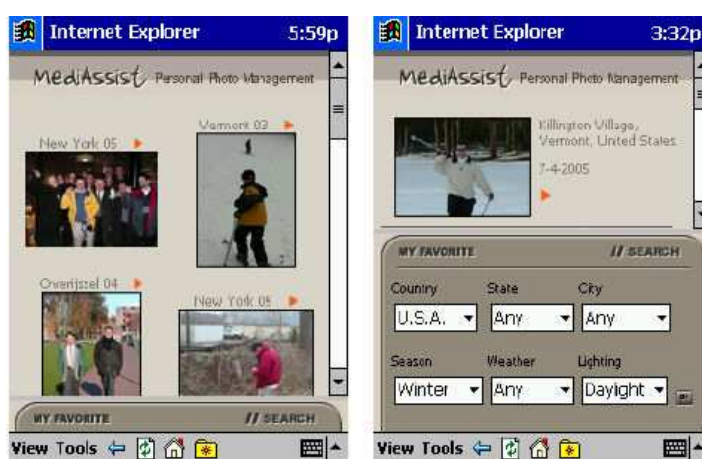 Internet Explorer 5:59p
MediAssist Personal Photo Management
Vermont 03
New York 05
Overijssel 04
New York 05
MY FAVORITE // SEARCH
View Tools
Internet Explorer 3:32p
MediAssist Personal Photo Management
Killington Village,
Vermont, United States
7-4-2005
MY FAVORITE // SEARCH
Country State City
U.S.A. Any Any
Season Weather Lighting
Winter Any Daylight
View Tools